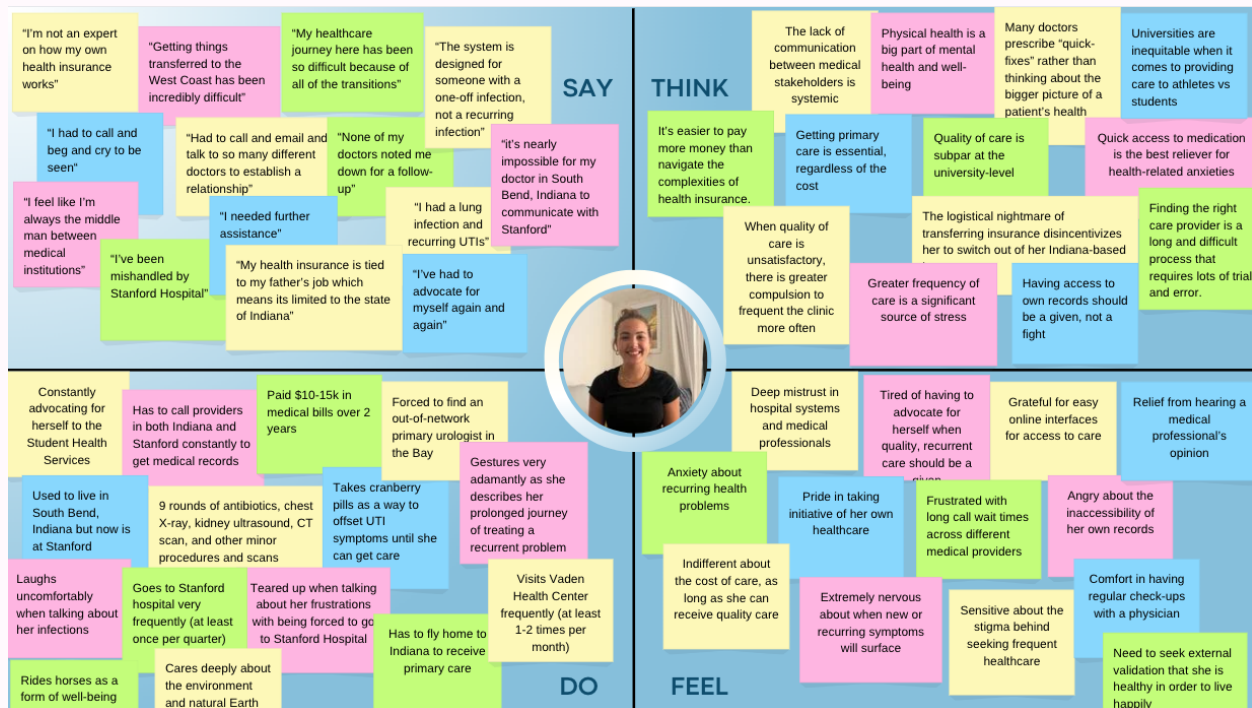 “I’m not an expert
on how my own
health insurance
works”
“Getting things
transferred to the
West Coast has been
incredibly difficult”
“My healthcare
journey here has been
so difficult because of
all of the transitions”
“The system is
designed for
someone with a
one-off infection,
not a recurring
infection”
SAY
“I had to call and
beg and cry to be
seen”
“Had to call and email and
talk to so many different
doctors to establish a
relationship”
“None of my
doctors noted me
down for a follow-
up”
“it’s nearly
impossible for my
doctor in South
Bend, Indiana to
communicate with
Stanford”
“I feel like I’m
always the middle
man between
medical
institutions”
“I needed further
assistance”
“I had a lung
infection and
recurring UTIs”
“I’ve been
mishandled by
Stanford Hospital”
“My health insurance is tied
to my father’s job which
means its limited to the state
of Indiana”
“I’ve had to
advocate for
myself again and
again”
THINK
The lack of
communication
between medical
stakeholders is
systemic
Physical health is a
big part of mental
health and well-
being
Many doctors
prescribe “quick-
fixes” rather than
thinking about the
bigger picture of a
patient’s health
Universities are
inequitable when it
comes to providing
care to athletes vs
students
It’s easier to pay
more money than
navigate the
complexities of
health insurance.
Getting primary
care is essential,
regardless of the
cost
Quality of care is
subpar at the
university-level
Quick access to medication
is the best reliever for
health-related anxieties
When quality of
care is
unsatisfactory,
there is greater
compulsion to
frequent the clinic
more often
The logistical nightmare of
transferring insurance disincentivizes
her to switch out of her Indiana-based
Finding the right
care provider is a
long and difficult
process that
requires lots of trial
and error.
Greater frequency of
care is a significant
source of stress
Having access to
own records should
be a given, not a
fight
Constantly
advocating for
herself to the
Student Health
Services
Has to call providers
in both Indiana and
Stanford constantly to
get medical records
Paid $10-15k in
medical bills over 2
years
Forced to find an
out-of-network
primary urologist in
the Bay
Used to live in
South Bend,
Indiana but now is
at Stanford
9 rounds of antibiotics, chest
X-ray, kidney ultrasound, CT
scan, and other minor
procedures and scans
Takes cranberry
pills as a way to
offset UTI
symptoms until she
can get care
Gestures very
adamantly as she
describes her
prolonged journey
of treating a
recurrent problem
Laughs
uncomfortably
when talking about
her infections
Goes to Stanford
hospital very
frequently (at least
once per quarter)
Teared up when talking
about her frustrations
with being forced to go
to Stanford Hospital
Has to fly home to
Indiana to receive
primary care
Visits Vaden
Health Center
frequently (at least
1-2 times per
month)
Rides horses as a
form of well-being
Cares deeply about
the environment
and natural Earth
DO
Deep mistrust in
hospital systems
and medical
professionals
Tired of having to
advocate for
herself when
quality, recurrent
care should be a
given
Grateful for easy
online interfaces
for access to care
Relief from hearing a
medical
professional’s
opinion
Anxiety about
recurring health
problems
Pride in taking
initiative of her own
healthcare
Frustrated with
long call wait times
across different
medical providers
Angry about the
inaccessibility of
her own records
Indifferent about
the cost of care, as
long as she can
receive quality care
Extremely nervous
about when new or
recurring symptoms
will surface
Sensitive about the
stigma behind
seeking frequent
healthcare
Comfort in having
regular check-ups
with a physician
Need to seek external
validation that she is
healthy in order to live
happily
FEEL